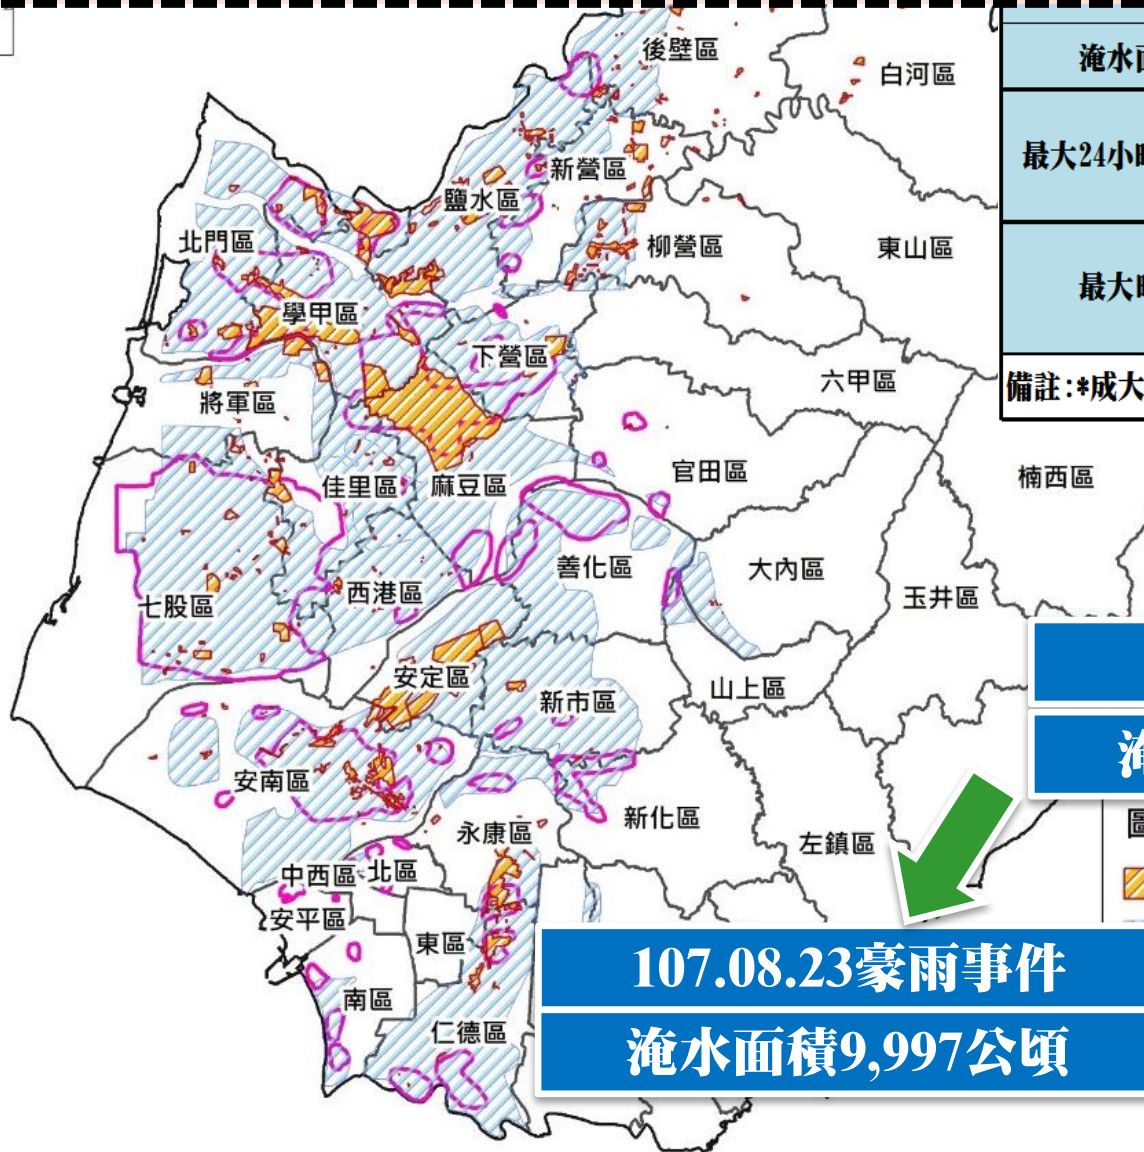 後壁區
白河區
淹水面
最大24小時
最大時
備註:*成大
新營區
鹽水區
北門區
柳營區
東山區
學甲區
下營區
六甲區
將軍區
官田區
楠西區
佳里區
麻豆區
善化區
大內區
玉井區
西港區
七股區
安定區
山上區
新市區
淹
安南區
新化區
永康區
左鎮區
圖
中西區
北區
安平區
東區
107.08.23豪雨事件
南區
仁德區
淹水面積9,997公頃